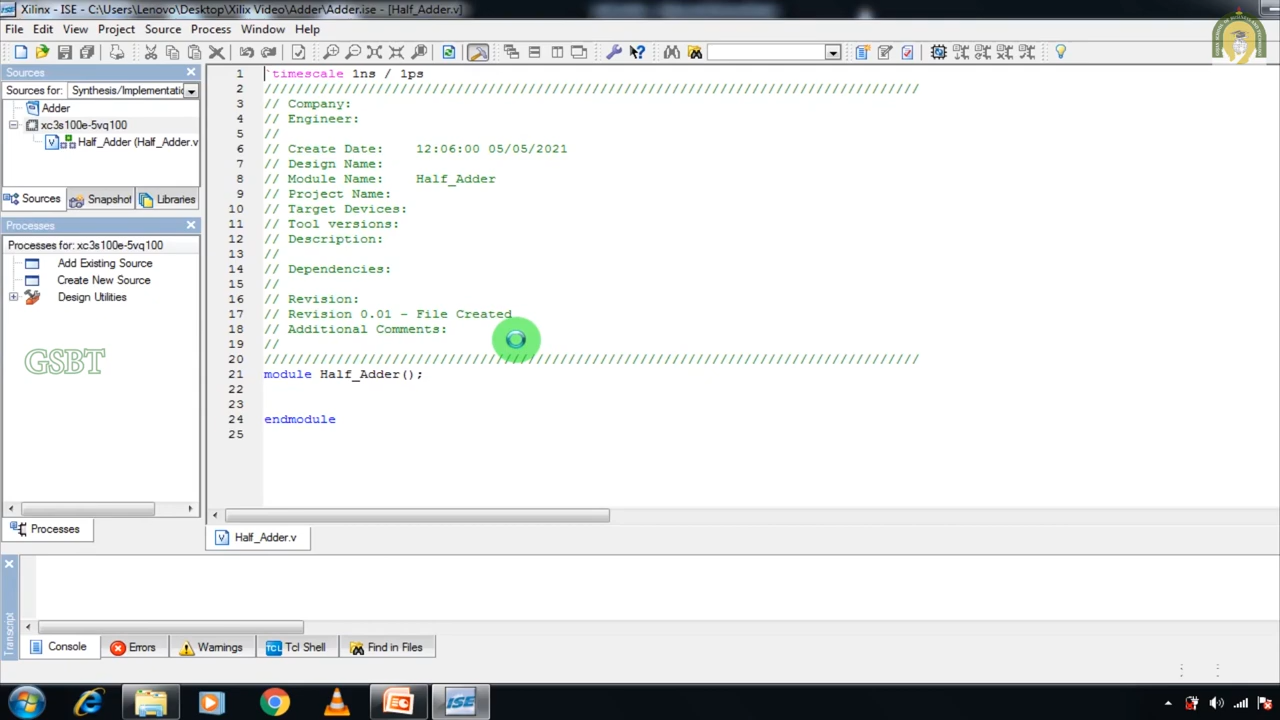 Xilinx - ISE - C:\Users\Lenovo\Desktop\Xilix Video\Adder\Adder.ise - [Half_Adder.v]
File Edit View Project Source Process Window Help
Sources
Sources for: Synthesis/Implementatic
Adder
xc3s100e-5vq100
Half_Adder (Half_Adder.v
Sources Snapshot Libraries
Processes
Processes for: xc3s100e-5vq100
Add Existing Source
Create New Source
Design Utilities
GSBT
Processes
1 `timescale 1ns / 1ps
2 //////////////////////////////////////////////////////////////////////////////////
3 // Company:
4 // Engineer:
5 //
6 // Create Date:    12:06:00 05/05/2021
7 // Design Name:
8 // Module Name:    Half_Adder
9 // Project Name:
10 // Target Devices:
11 // Tool versions:
12 // Description:
13 //
14 // Dependencies:
15 //
16 // Revision:
17 // Revision 0.01 - File Created
18 // Additional Comments:
19 //
20 //////////////////////////////////////////////////////////////////////////////////
21 module Half_Adder();
22
23
24 endmodule
25
Half_Adder.v
Transcript
Console Errors Warnings Tcl Shell Find in Files